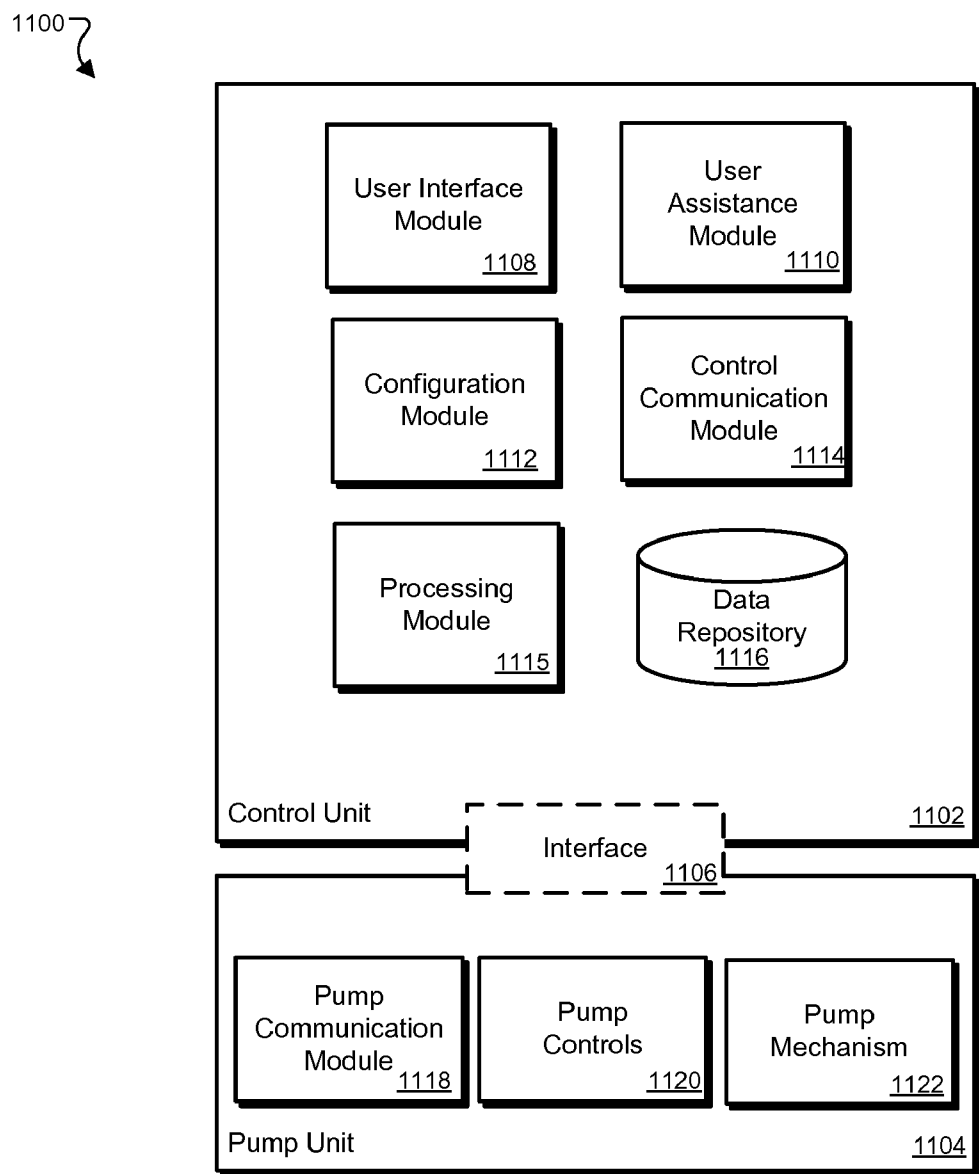 1100
User Interface
Module
1108
User
Assistance
Module
1110
Configuration
Module
1112
Control
Communication
Module
1114
Processing
Module
1115
Data
Repository
1116
Control Unit
1102
Interface
1106
Pump
Communication
Module
1118
Pump
Controls
1120
Pump
Mechanism
1122
Pump Unit
1104